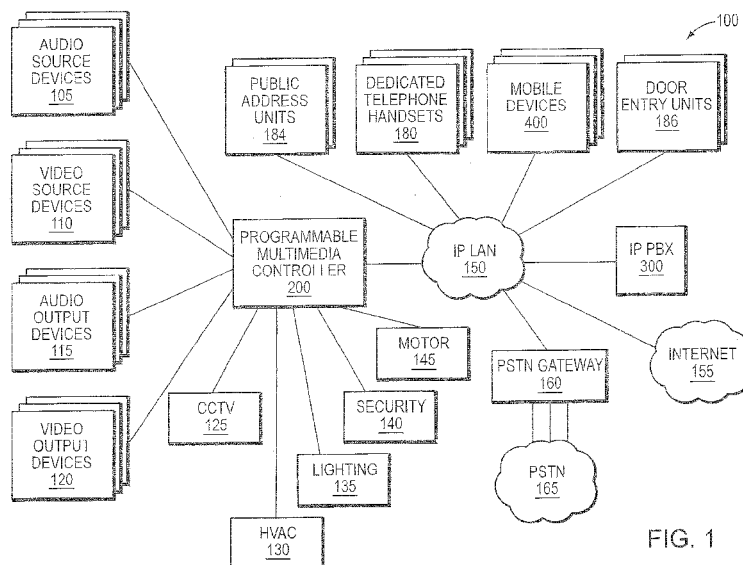 100
AUDIO
SOURCE
DEVICES
105
PUBLIC
ADDRESS
UNITS
184
DEDICATED
TELEPHONE
HANDSETS
180
MOBILE
DEVICES
400
DOOR
ENTRY
UNITS
186
VIDEO
SOURCE
DEVICES
110
PROGRAMMABLE
MULTIMEDIA
CONTROLLER
200
IP LAN
150
IP PBX
300
AUDIO
OUTPUT
DEVICES
115
MOTOR
145
PSTN GATEWAY
160
INTERNET
155
CCTV
125
SECURITY
140
VIDEO
OUTPUT
DEVICES
120
LIGHTING
135
PSTN
165
HVAC
130
FIG. 1